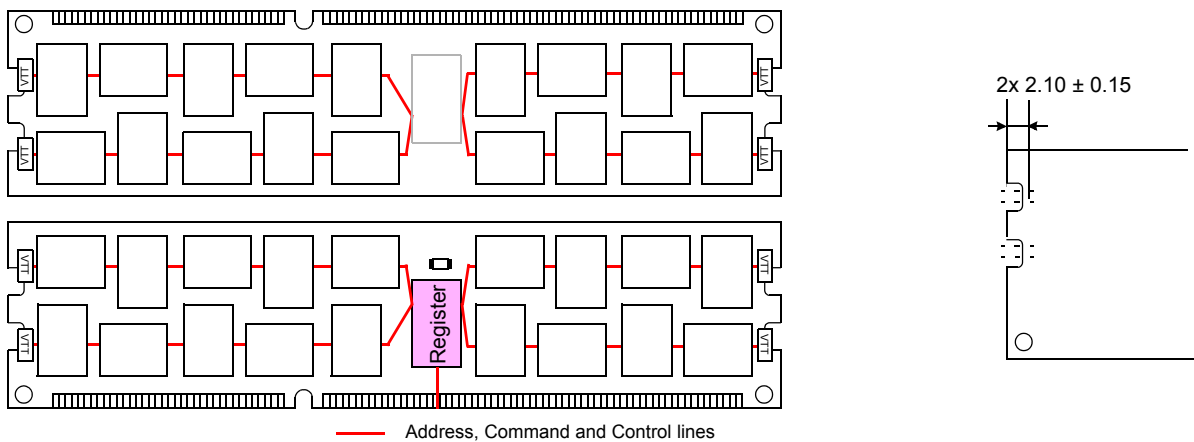 VTT
VTT
VTT
VTT
2x 2.10 ± 0.15
VTT
VTT
VTT
VTT
Register
Address, Command and Control lines